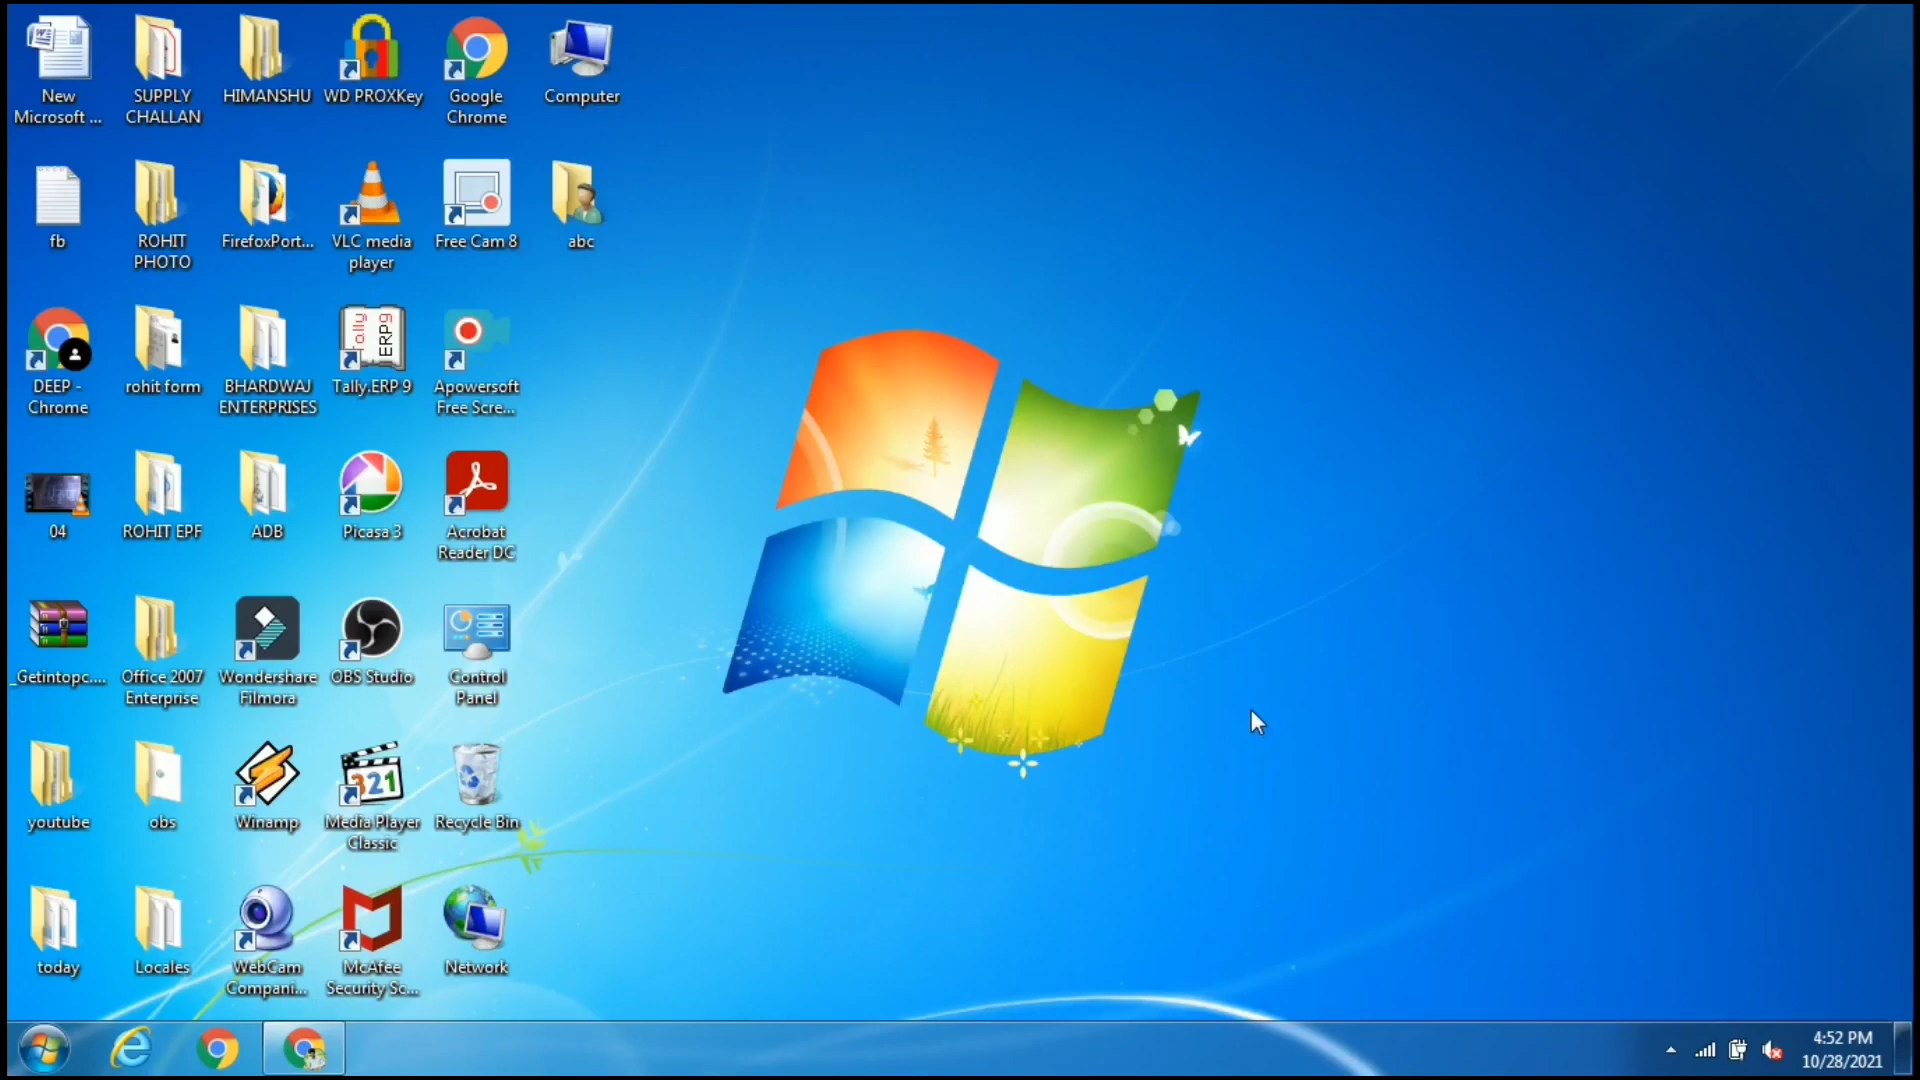 New
Microsoft ...
SUPPLY
CHALLAN
HIMANSHU
WD PROXKey
Google
Chrome
Computer
fb
ROHIT
PHOTO
FirefoxPort...
VLC media
player
Free Cam 8
abc
DEEP -
Chrome
rohit form
BHARDWAJ
ENTERPRISES
Tally
ERP9
Tally.ERP 9
Apowersoft
Free Scre...
04
ROHIT EPF
ADB
Picasa 3
Acrobat
Reader DC
_Getintopc....
Office 2007
Enterprise
Wondershare
Filmora
OBS Studio
Control
Panel
youtube
obs
Winamp
321
Media Player
Classic
Recycle Bin
today
Locales
WebCam
Compani...
McAfee
Security Sc...
Network
4:52 PM
10/28/2021